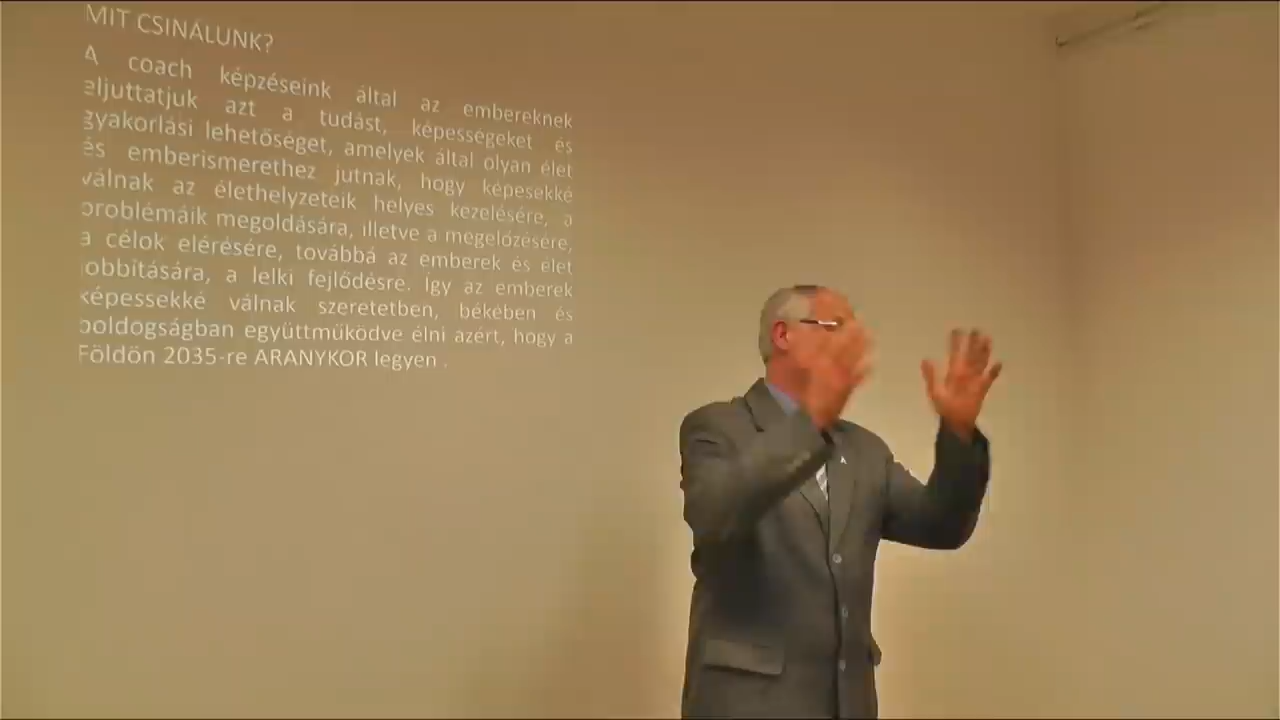 MIT CSINÁLUNK?
A coach képzéseink által az embereknek
eljuttatjuk azt a tudást, képességeket és
gyakorlási lehetőséget, amelyek által olyan élet
és emberismerethez jutnak, hogy képesekké
válnak az élethelyzeteik helyes kezelésére, a
problémáik megoldására, illetve a megelőzésére,
a célok elérésére, továbbá az emberek és élet
jobbítására, a lelki fejlődésre. Így az emberek
képessekké válnak szeretetben, békében és
boldogságban együttműködve élni azért, hogy a
Földön 2035-re ARANYKOR legyen .